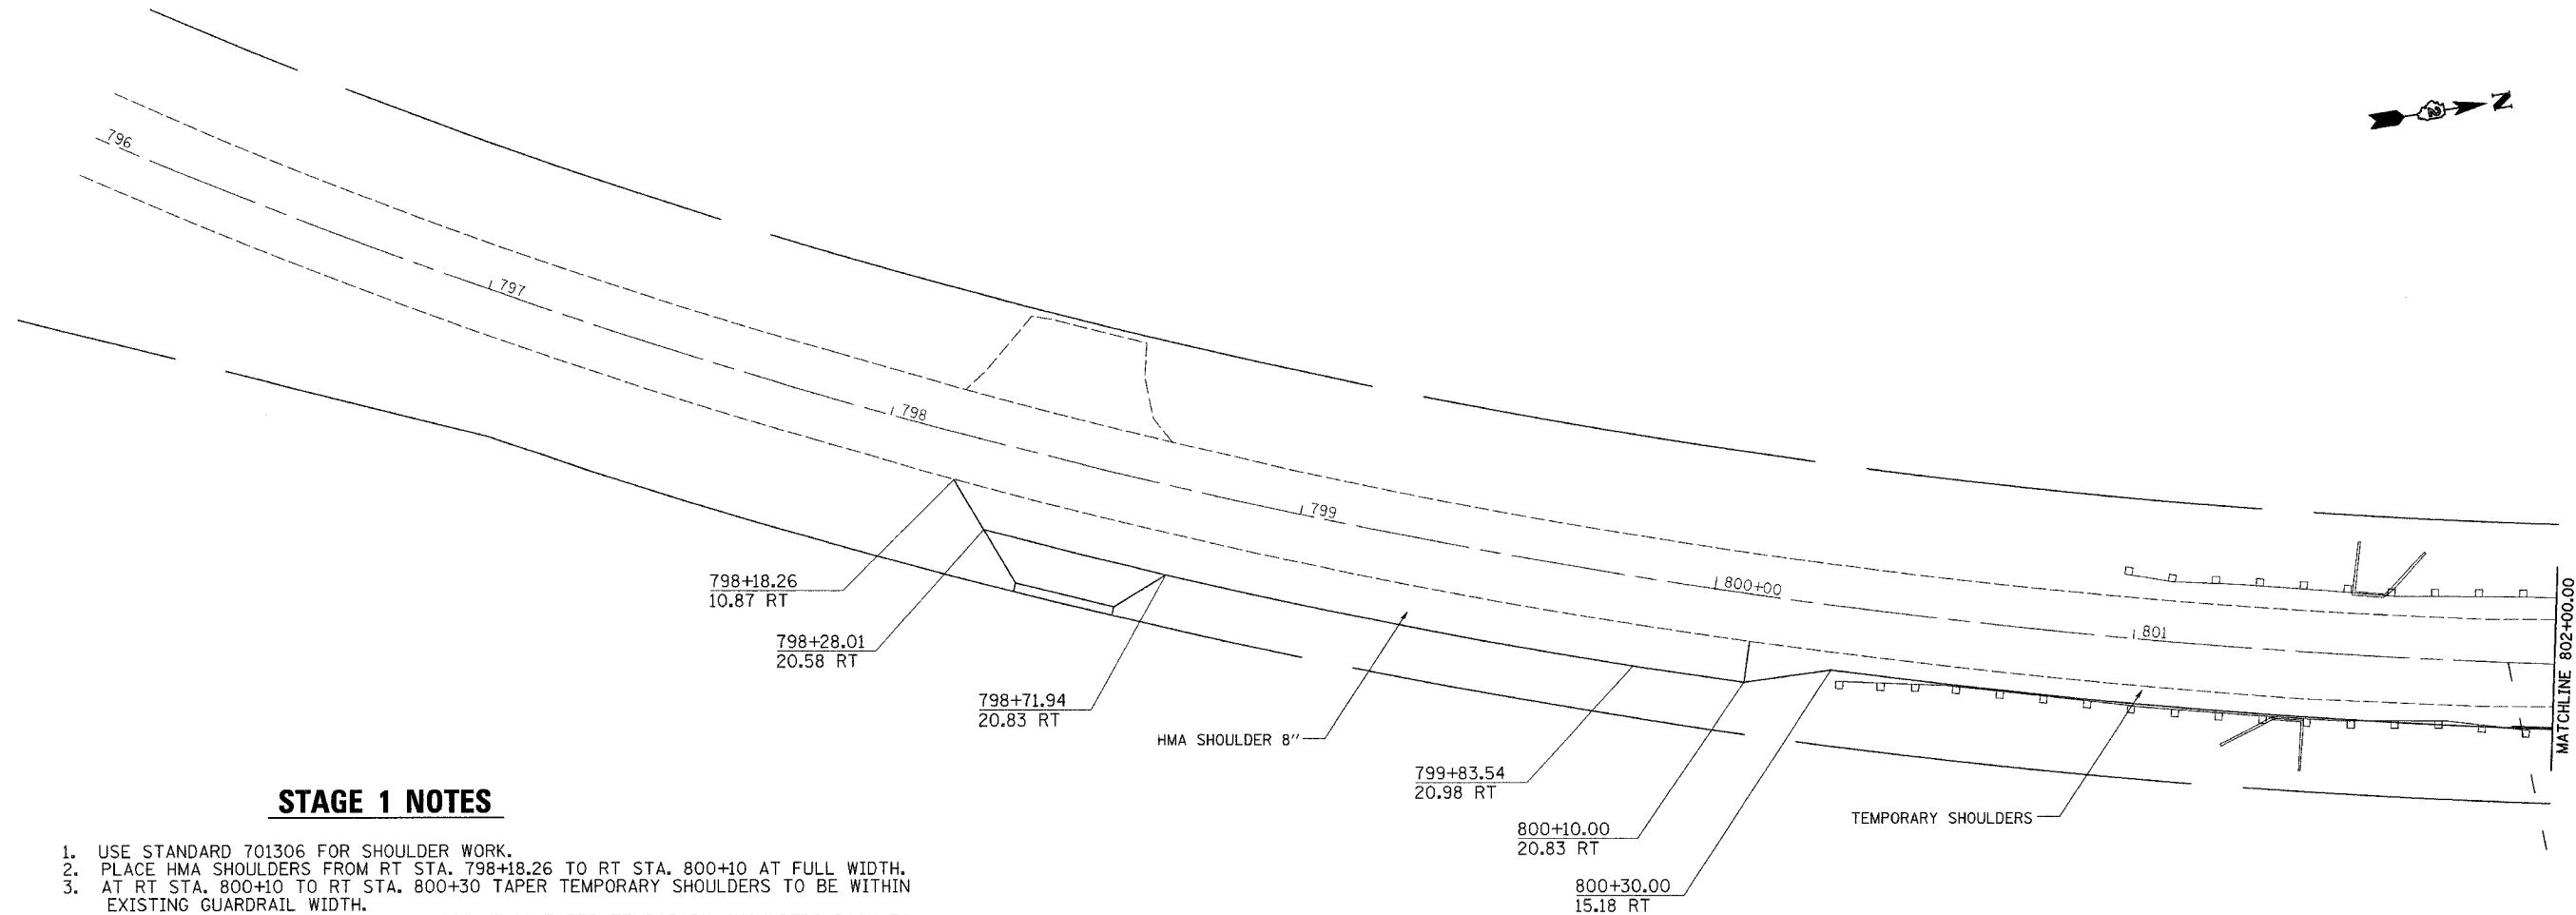 796
797
798
799
800+00
801
N
MATCHLINE 802+00.00
798+18.26
10.87 RT
798+28.01
20.58 RT
798+71.94
20.83 RT
HMA SHOULDER 8"
799+83.54
20.98 RT
800+10.00
20.83 RT
800+30.00
15.18 RT
TEMPORARY SHOULDERS
STAGE 1 NOTES
1. USE STANDARD 701306 FOR SHOULDER WORK.
2. PLACE HMA SHOULDERS FROM RT STA. 798+18.26 TO RT STA. 800+10 AT FULL WIDTH.
3. AT RT STA. 800+10 TO RT STA. 800+30 TAPER TEMPORARY SHOULDERS TO BE WITHIN
EXISTING GUARDRAIL WIDTH.